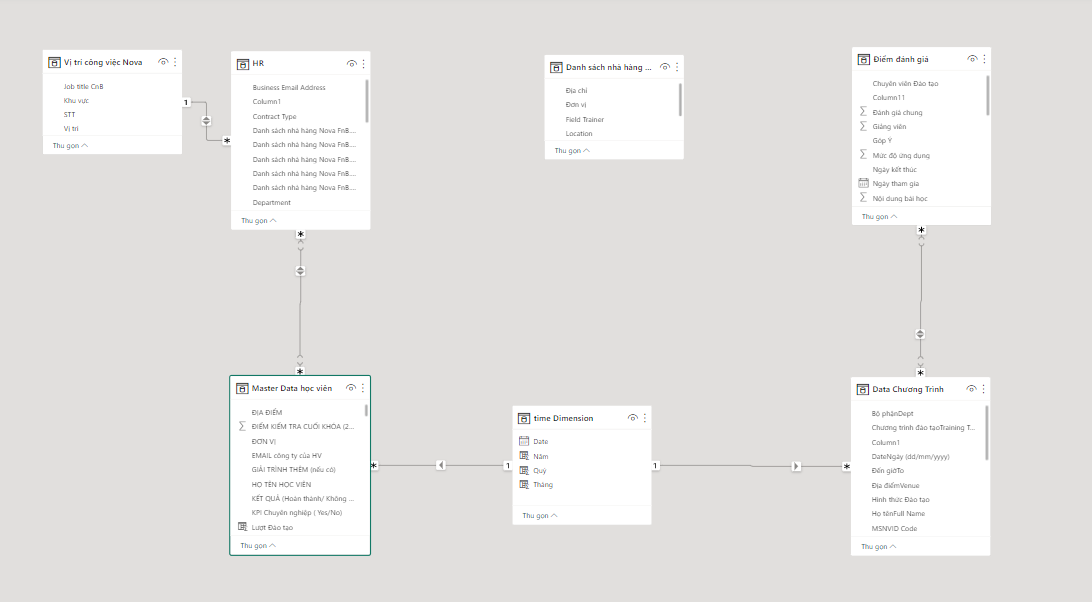 Vị trí công việc Nova
Job title CnB
Khu vực
STT
Vị trí
Thu gọn
1
*
HR
Business Email Address
Column1
Contract Type
Danh sách nhà hàng Nova FnB....
Danh sách nhà hàng Nova FnB....
Danh sách nhà hàng Nova FnB....
Danh sách nhà hàng Nova FnB....
Danh sách nhà hàng Nova FnB....
Department
Thu gọn
*
*
Danh sách nhà hàng ...
Địa chỉ
Đơn vị
Field Trainer
Location
Thu gọn
Điểm đánh giá
Chuyên viên Đào tạo
Column11
Đánh giá chung
Giảng viên
Góp Ý
Mức độ ứng dụng
Ngày kết thúc
Ngày tham gia
Nội dung bài học
Thu gọn
*
*
Master Data học viên
ĐỊA ĐIỂM
ĐIỂM KIỂM TRA CUỐI KHÓA (2...
ĐƠN VỊ
EMAIL công ty của HV
GIẢI TRÌNH THÊM (nếu có)
HỌ TÊN HỌC VIÊN
KẾT QUẢ (Hoàn thành/ Không ...
KPI Chuyên nghiệp ( Yes/No)
Lượt Đào tạo
Thu gọn
*
1
time Dimension
Date
Năm
Quý
Tháng
Thu gọn
1
*
Data Chương Trình
Bộ phậnDept
Chương trình đào tạoTraining T...
Column1
DateNgày (dd/mm/yyyy)
Đến giờTo
Địa điểmVenue
Hình thức Đào tạo
Họ tênFull Name
MSNVID Code
Thu gọn